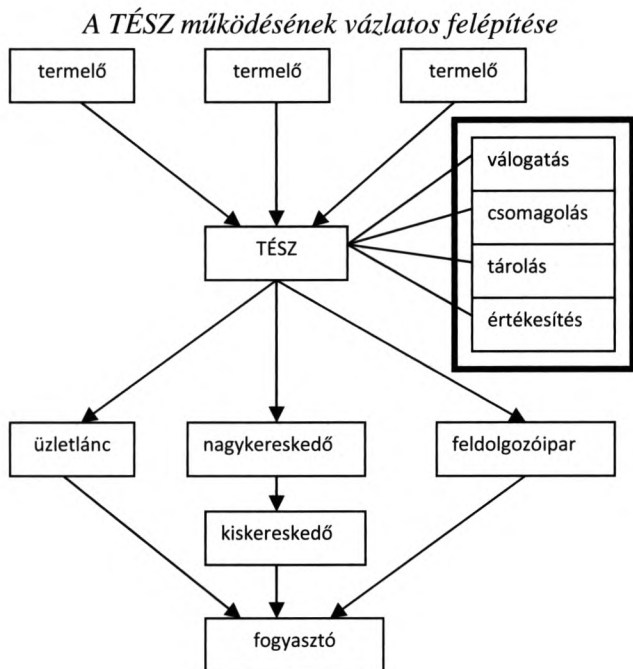 A TÉSZ működésének vázlatos felépítése
termelő
termelő
termelő
válogatás
csomagolás
TÉSZ
tárolás
értékesítés
üzletlánc
nagykereskedő
feldolgozóipar
kiskereskedő
fogyasztó